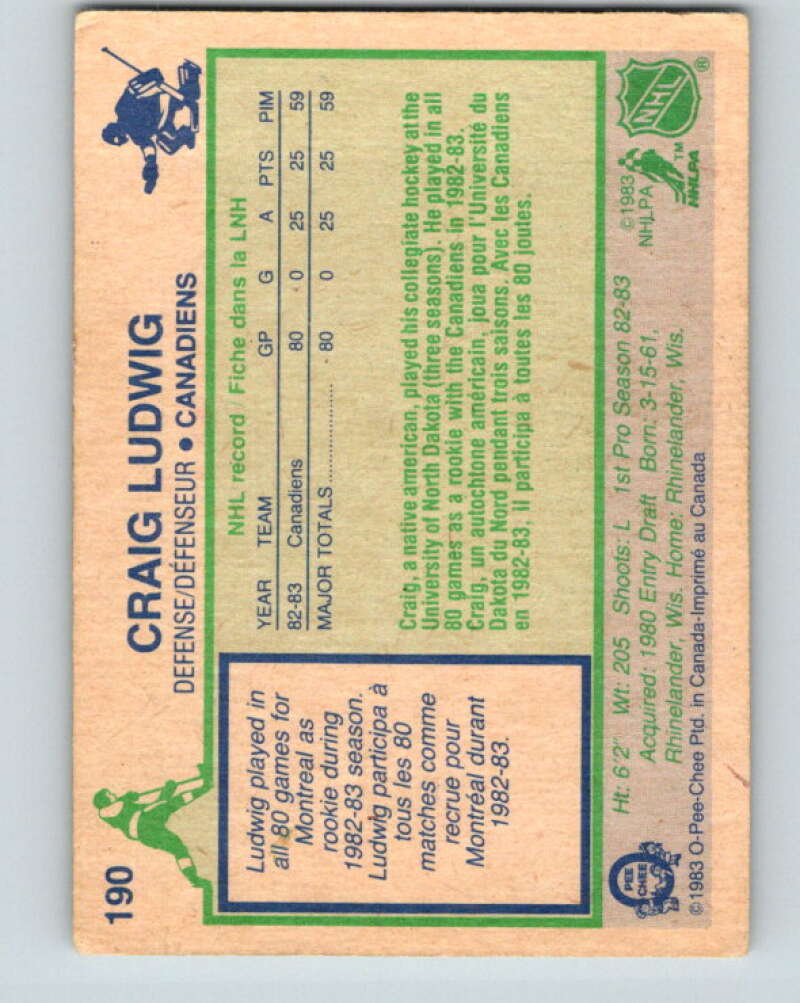 190
CRAIG LUDWIG
DEFENSE/DÉFENSEUR • CANADIENS
Ludwig played in
all 80 games for
Montreal as
rookie during
1982-83 season.
Ludwig participa à
tous les 80
matches comme
recrue pour
Montréal durant
1982-83.
NHL record / Fiche dans la LNH
YEAR TEAM GP G A PTS PIM
82-83 Canadiens 80 0 25 25 59
MAJOR TOTALS 80 0 25 25 59
Craig, a native american, played his collegiate hockey at the
University of North Dakota (three seasons). He played in all
80 games as a rookie with the Canadiens in 1982-83.
Craig, un autochtone américain, joua pour l'Université du
Dakota du Nord pendant trois saisons. Avec les Canadiens
en 1982-83, il participa à toutes les 80 joutes.
PEE
CHEE
Ht: 6'2" Wt: 205 Shoots: L 1st Pro Season 82-83
Acquired: 1980 Entry Draft Born: 3-15-61,
Rhinelander, Wis. Home: Rhinelander, Wis.
© 1983 O-Pee-Chee Ptd. in Canada-Imprimé au Canada
©1983
NHLPA
NHLPA
TM
NHL
®